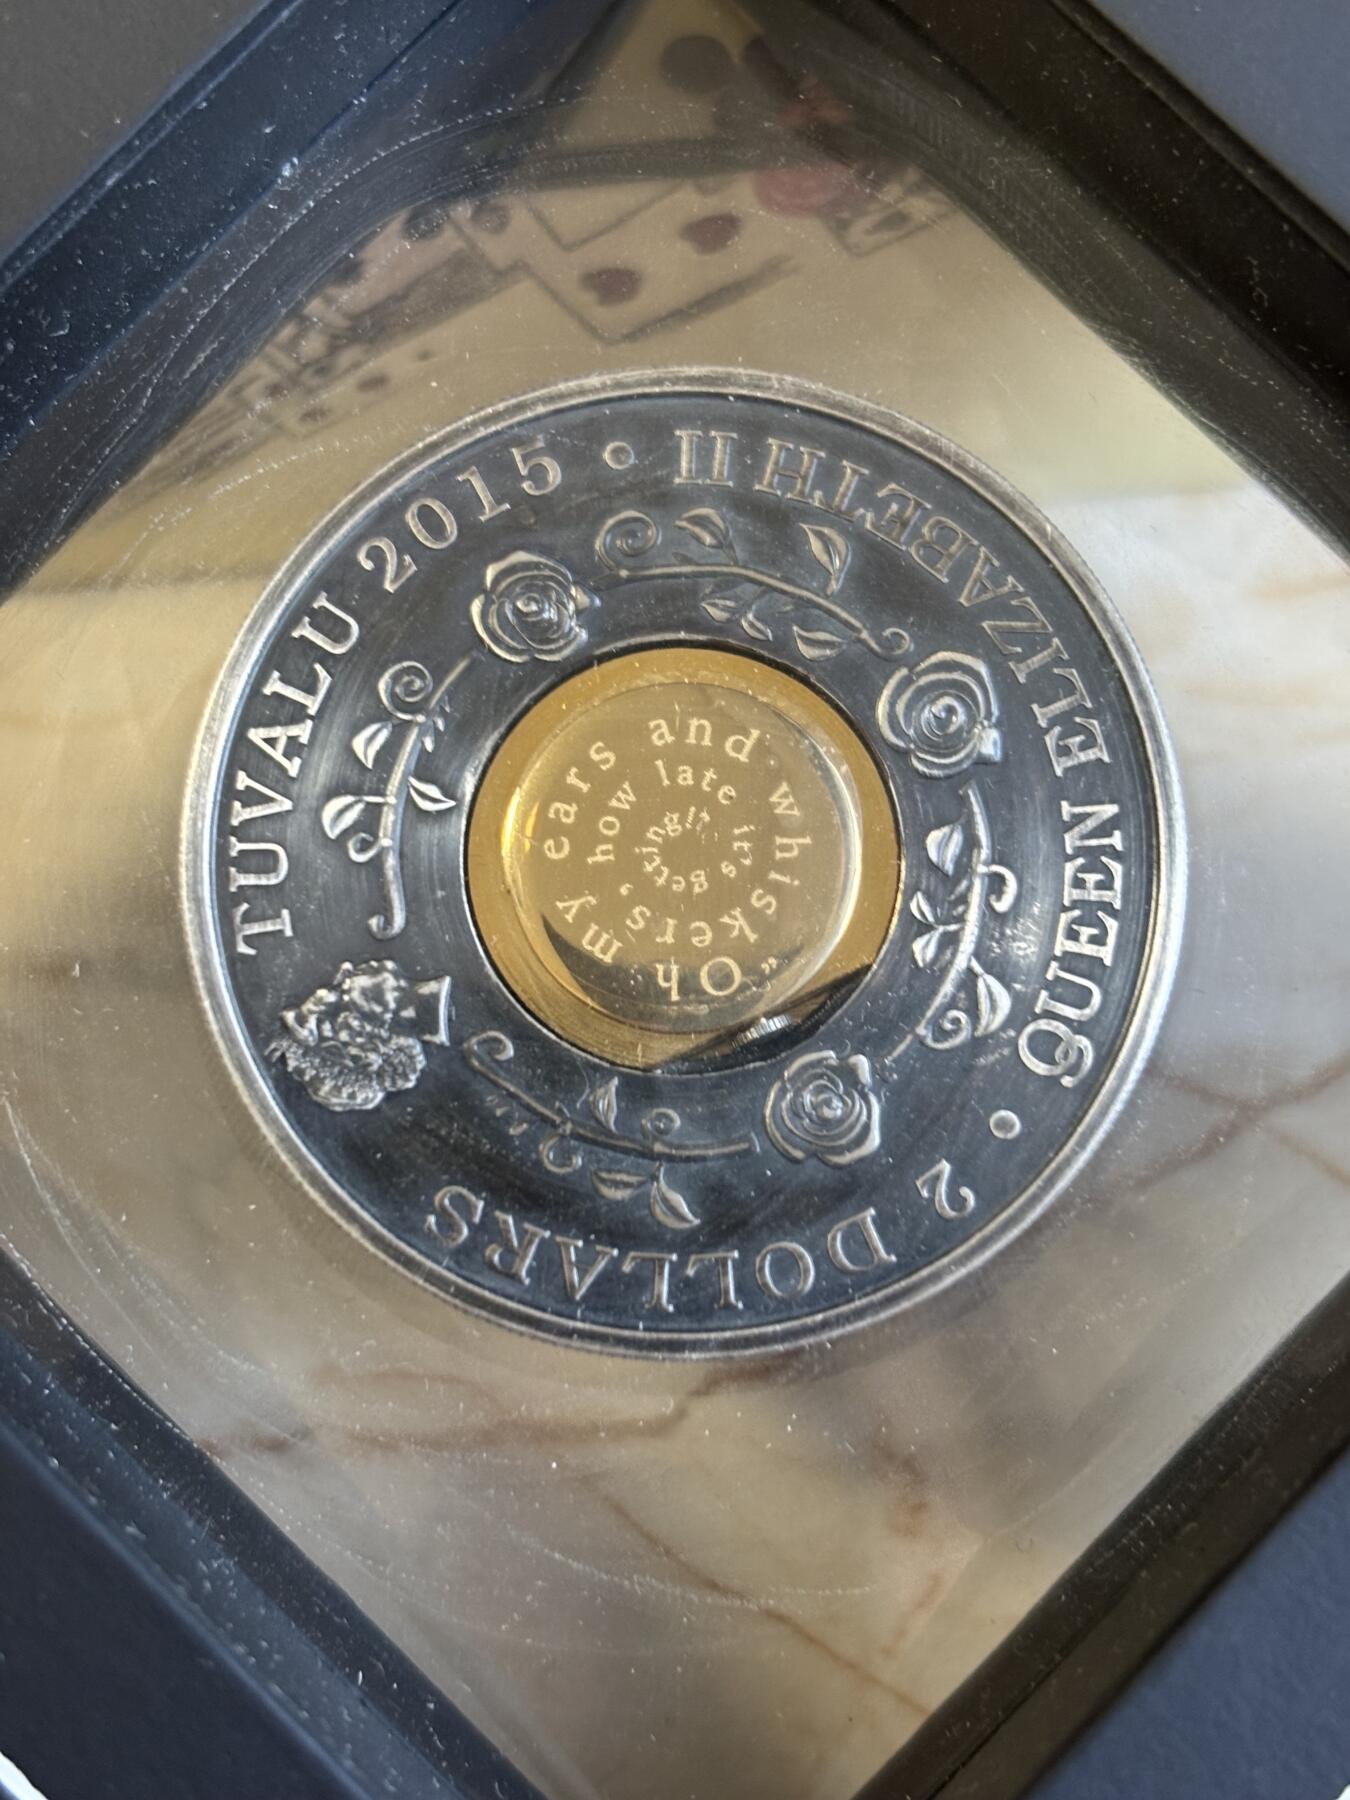 TUVALU 2015 • QUEEN ELIZABETH II • 2 DOLLARS
"Oh my ears and whiskers, how late it's getting!"